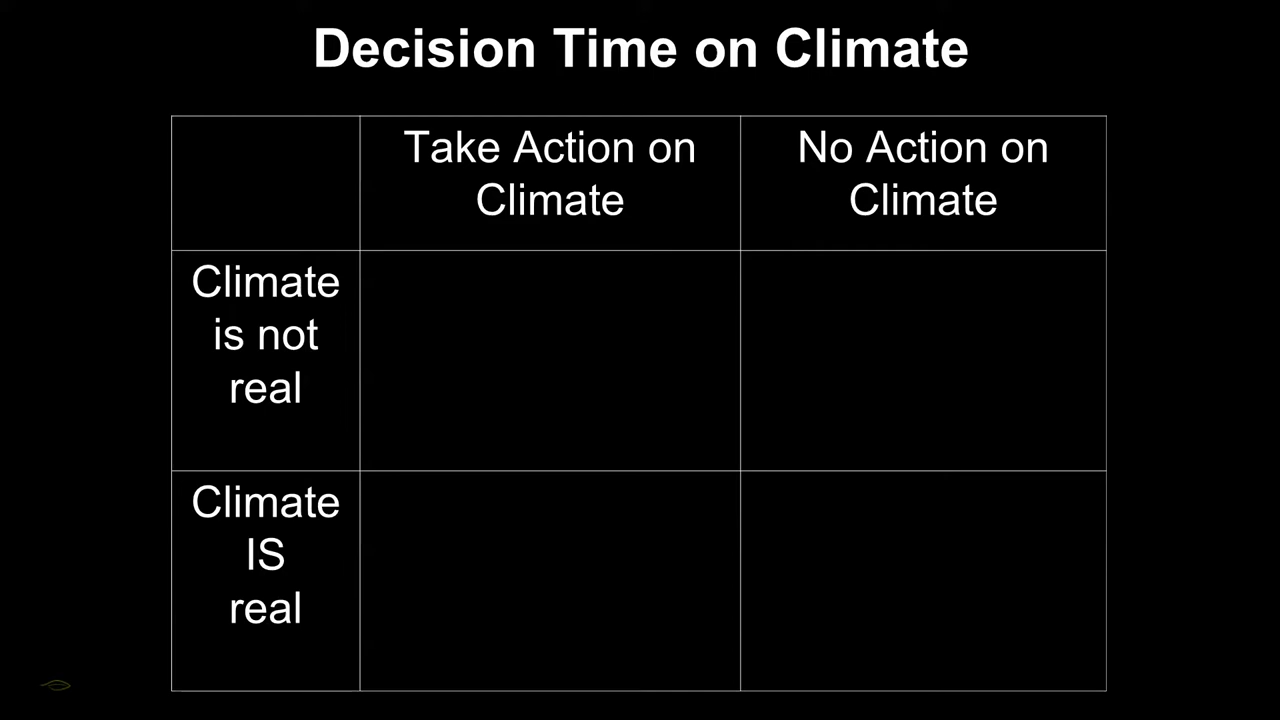 Decision Time on Climate
Take Action on
Climate
No Action on
Climate
Climate
is not
real
Climate
IS
real